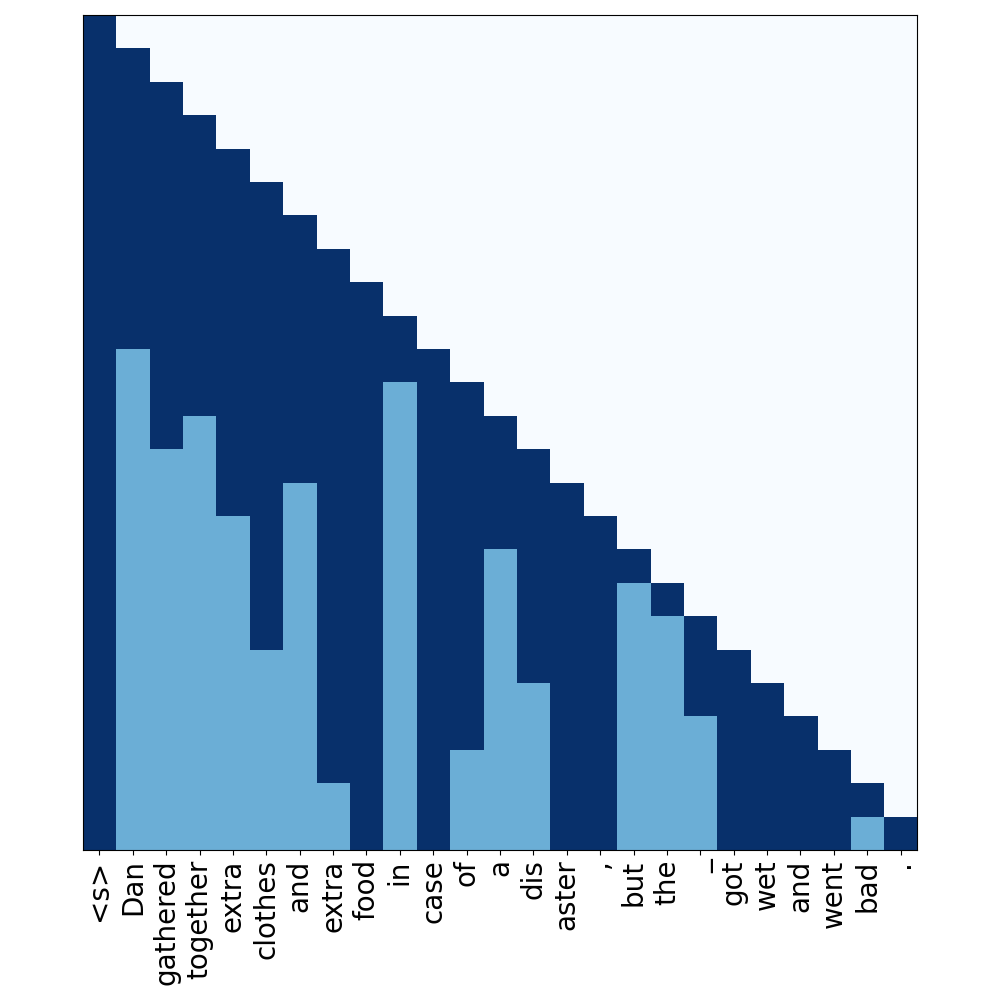 <s> Dan gathered together extra clothes and extra food in case of a dis aster , but the _ got wet and went bad .